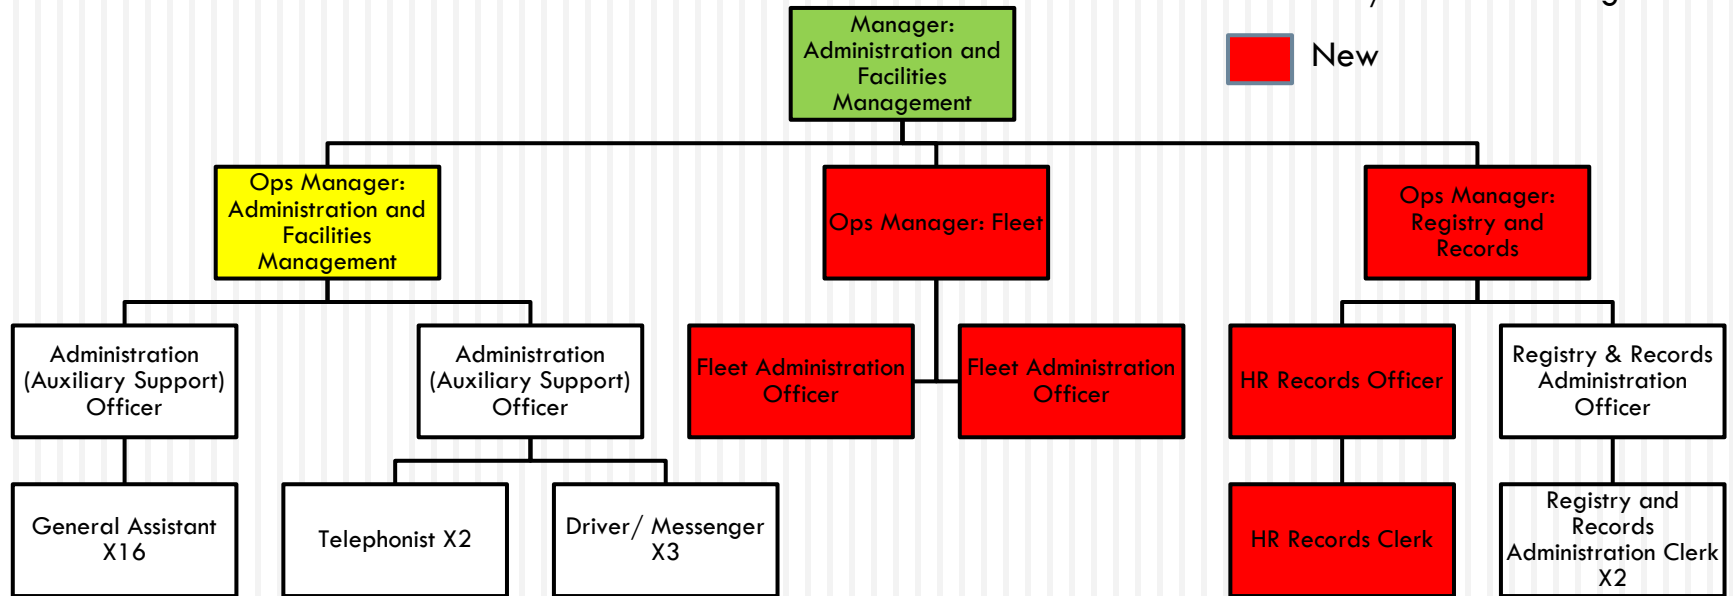 Manager:
Administration and
Facilities
Management
New
Ops Manager:
Administration and
Facilities
Management
Ops Manager: Fleet
Ops Manager:
Registry and
Records
Administration
(Auxiliary Support)
Officer
Administration
(Auxiliary Support)
Officer
Fleet Administration
Officer
Fleet Administration
Officer
HR Records Officer
Registry & Records
Administration
Officer
General Assistant
X16
Telephonist X2
Driver/ Messenger
X3
HR Records Clerk
Registry and
Records
Administration Clerk
X2